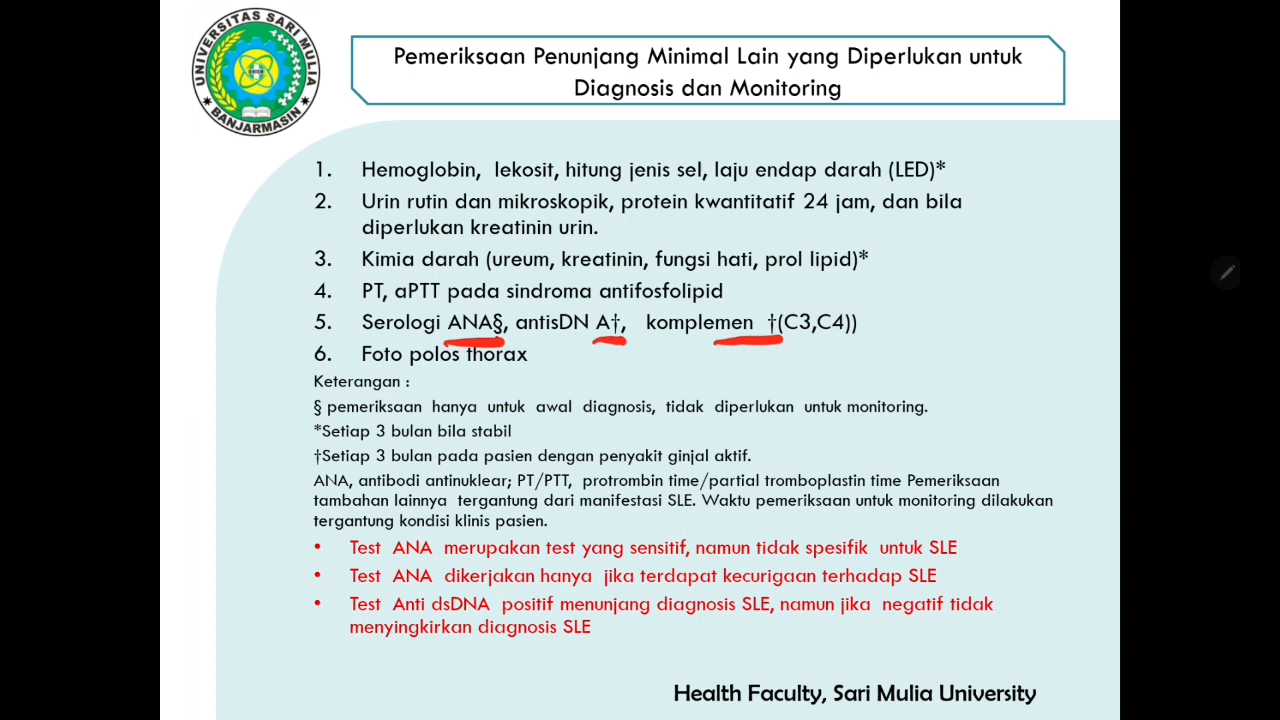 UNIVERSITAS SARI MULIA
BANJARMASIN
Pemeriksaan Penunjang Minimal Lain yang Diperlukan untuk
Diagnosis dan Monitoring
1. Hemoglobin, lekosit, hitung jenis sel, laju endap darah (LED)*
2. Urin rutin dan mikroskopik, protein kwantitatif 24 jam, dan bila
diperlukan kreatinin urin.
3. Kimia darah (ureum, kreatinin, fungsi hati, prol lipid)*
4. PT, aPTT pada sindroma antifosfolipid
5. Serologi ANA§, antisDN A†, komplemen †(C3,C4))
6. Foto polos thorax
Keterangan :
§ pemeriksaan hanya untuk awal diagnosis, tidak diperlukan untuk monitoring.
*Setiap 3 bulan bila stabil
†Setiap 3 bulan pada pasien dengan penyakit ginjal aktif.
ANA, antibodi antinuklear; PT/PTT, protrombin time/partial tromboplastin time Pemeriksaan
tambahan lainnya tergantung dari manifestasi SLE. Waktu pemeriksaan untuk monitoring dilakukan
tergantung kondisi klinis pasien.
• Test ANA merupakan test yang sensitif, namun tidak spesifik untuk SLE
• Test ANA dikerjakan hanya jika terdapat kecurigaan terhadap SLE
• Test Anti dsDNA positif menunjang diagnosis SLE, namun jika negatif tidak
menyingkirkan diagnosis SLE
Health Faculty, Sari Mulia University